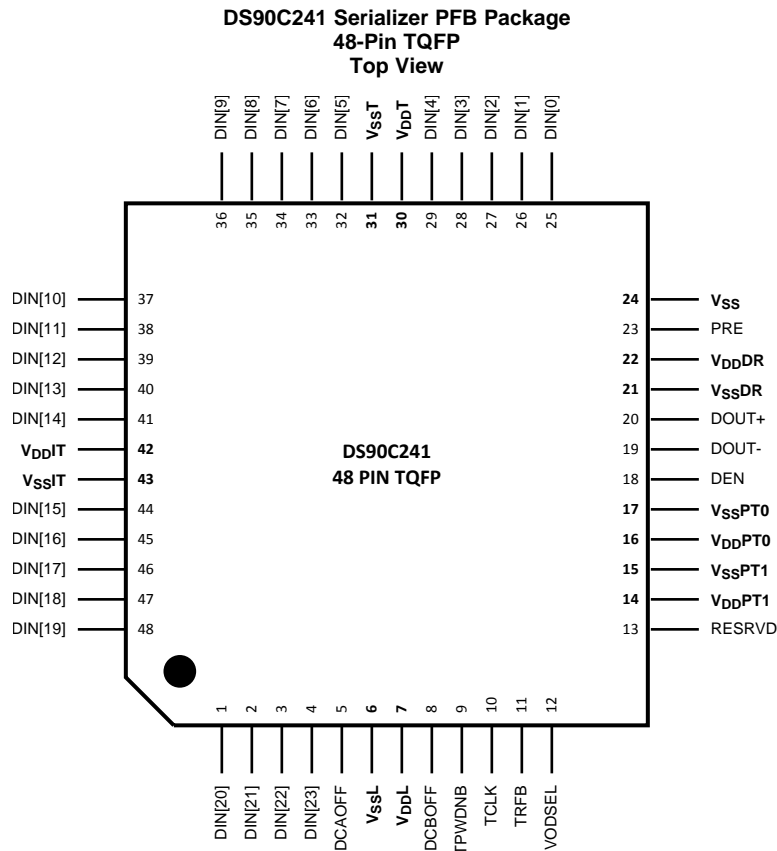 DS90C241 Serializer PFB Package
48-Pin TQFP
Top View
DIN[9] DIN[8] DIN[7] DIN[6] DIN[5] VSST VDDT DIN[4] DIN[3] DIN[2] DIN[1] DIN[0]
36 35 34 33 32 31 30 29 28 27 26 25
DIN[10] 37 24 VSS
DIN[11] 38 23 PRE
DIN[12] 39 22 VDDDR
DIN[13] 40 21 VSSDR
DIN[14] 41 20 DOUT+
VDDIT 42 DS90C241 19 DOUT-
VSSIT 43 48 PIN TQFP 18 DEN
DIN[15] 44 17 VSSPT0
DIN[16] 45 16 VDDPT0
DIN[17] 46 15 VSSPT1
DIN[18] 47 14 VDDPT1
DIN[19] 48 13 RESRVD
1 2 3 4 5 6 7 8 9 10 11 12
DIN[20] DIN[21] DIN[22] DIN[23] DCAOFF VSSL VDDL DCBOFF TPWDNB TCLK TRFB VODSEL